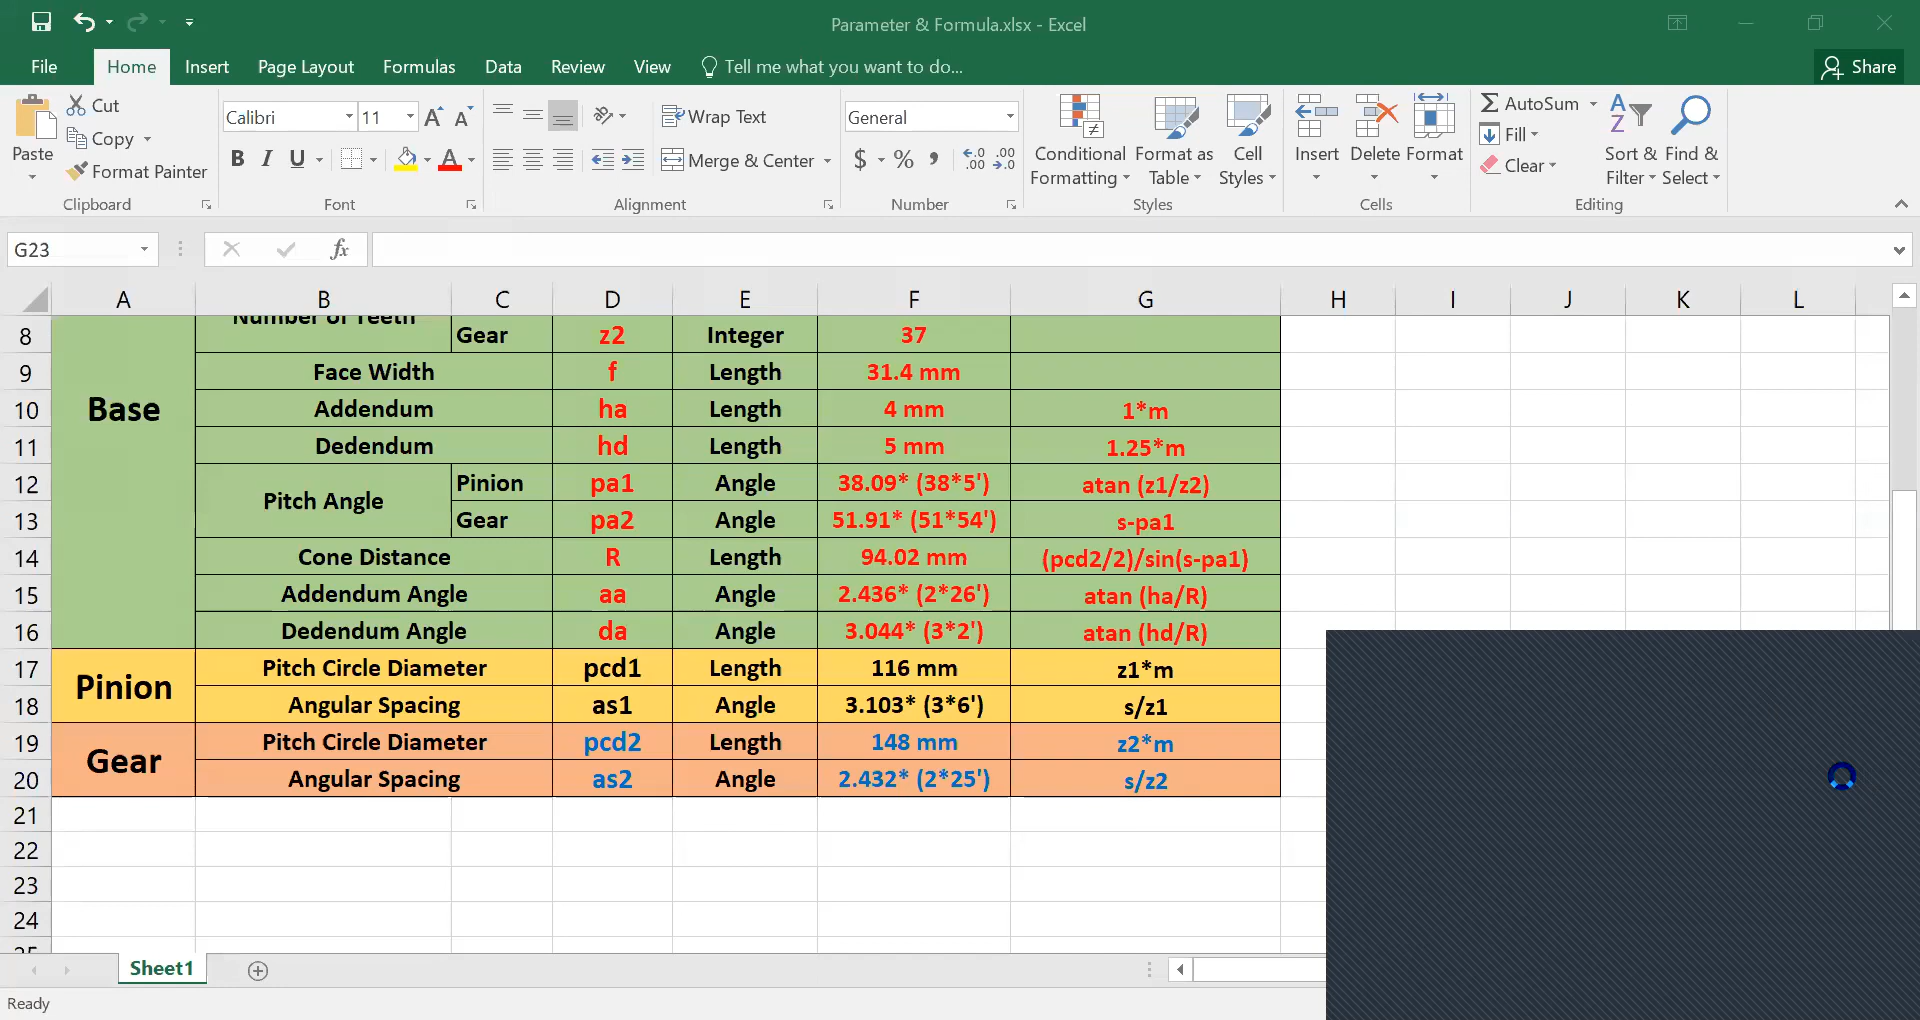 Parameter & Formula.xlsx - Excel
File Home Insert Page Layout Formulas Data Review View Tell me what you want to do... Share
Paste
Cut
Copy
Format Painter
Clipboard
Calibri 11 A A
B I U A
Font
Wrap Text
Merge & Center
Alignment
General
$ % , .0 .00 .00 .0
Number
Conditional Formatting
Format as Table
Cell Styles
Styles
Insert Delete Format
Cells
AutoSum
Fill
Clear
Sort & Filter
Find & Select
Editing
G23 fx
A B C D E F G H I J K L
Number of Teeth
8 Gear z2 Integer 37
9 Face Width f Length 31.4 mm
10 Base Addendum ha Length 4 mm 1*m
11 Dedendum hd Length 5 mm 1.25*m
12 Pitch Angle Pinion pa1 Angle 38.09* (38*5') atan (z1/z2)
13 Gear pa2 Angle 51.91* (51*54') s-pa1
14 Cone Distance R Length 94.02 mm (pcd2/2)/sin(s-pa1)
15 Addendum Angle aa Angle 2.436* (2*26') atan (ha/R)
16 Dedendum Angle da Angle 3.044* (3*2') atan (hd/R)
17 Pinion Pitch Circle Diameter pcd1 Length 116 mm z1*m
18 Angular Spacing as1 Angle 3.103* (3*6') s/z1
19 Gear Pitch Circle Diameter pcd2 Length 148 mm z2*m
20 Angular Spacing as2 Angle 2.432* (2*25') s/z2
21
22
23
24
25
Sheet1
Ready